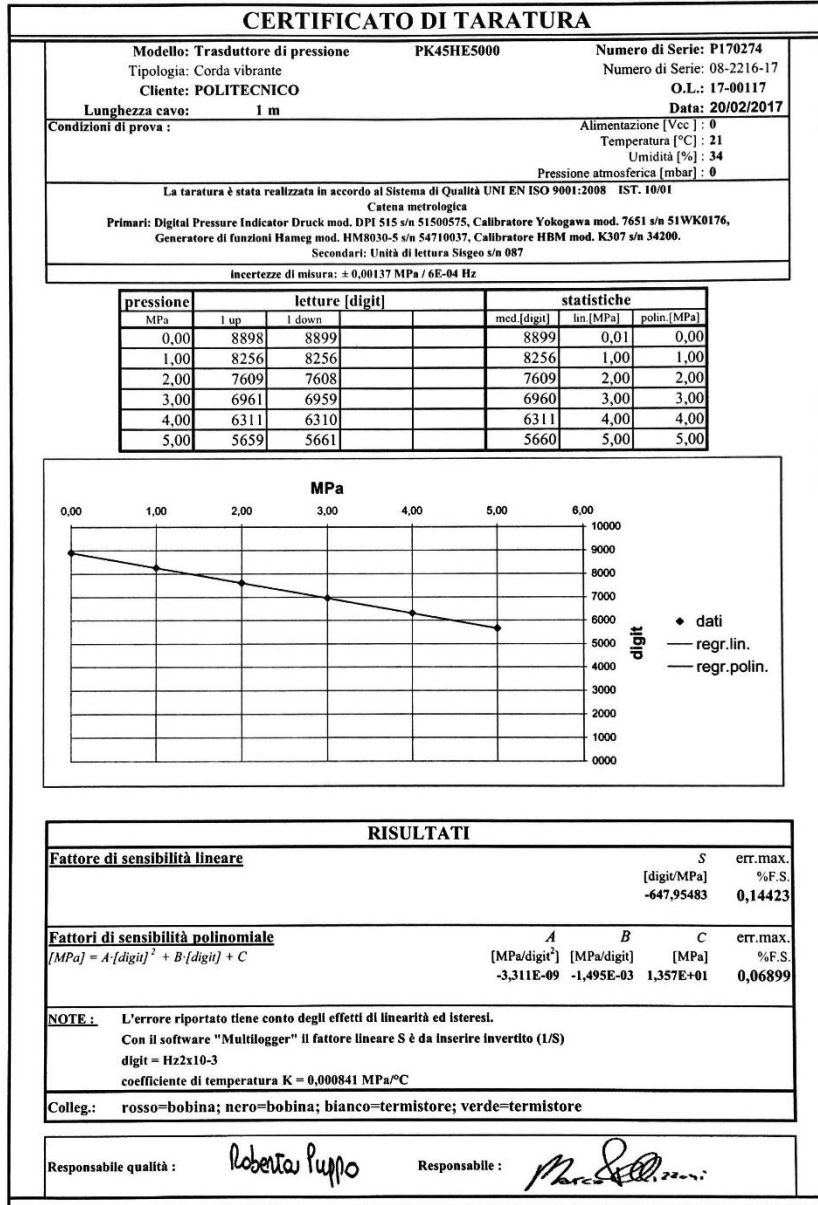 CERTIFICATO DI TARATURA
Modello: Trasduttore di pressione PK45HE5000 Numero di Serie: P170274
Tipologia: Corda vibrante Numero di Serie: 08-2216-17
Cliente: POLITECNICO O.L.: 17-00117
Lunghezza cavo: 1 m Data: 20/02/2017
Condizioni di prova : Alimentazione [Vcc ] : 0
Temperatura [°C] : 21
Umidità [%] : 34
Pressione atmosferica [mbar] : 0
La taratura è stata realizzata in accordo al Sistema di Qualità UNI EN ISO 9001:2008 IST. 10/01
Catena metrologica
Primari: Digital Pressure Indicator Druck mod. DPI 515 s/n 51500575, Calibratore Yokogawa mod. 7651 s/n 51WK0176,
Generatore di funzioni Hameg mod. HM8030-5 s/n 54710037, Calibratore HBM mod. K307 s/n 34200.
Secondari: Unità di lettura Sisgeo s/n 087
incertezze di misura: ± 0,00137 MPa / 6E-04 Hz
pressione letture [digit] statistiche
MPa 1 up 1 down med.[digit] lin.[MPa] polin.[MPa]
0,00 8898 8899 8899 0,01 0,00
1,00 8256 8256 8256 1,00 1,00
2,00 7609 7608 7609 2,00 2,00
3,00 6961 6959 6960 3,00 3,00
4,00 6311 6310 6311 4,00 4,00
5,00 5659 5661 5660 5,00 5,00
MPa
0,00 1,00 2,00 3,00 4,00 5,00 6,00
10000
9000
8000
7000
6000
5000
4000
3000
2000
1000
0000
digit
dati
regr.lin.
regr.polin.
RISULTATI
Fattore di sensibilità lineare S err.max.
[digit/MPa] %F.S.
-647,95483 0,14423
Fattori di sensibilità polinomiale A B C err.max.
[MPa] = A·[digit]² + B·[digit] + C [MPa/digit²] [MPa/digit] [MPa] %F.S.
-3,311E-09 -1,495E-03 1,357E+01 0,06899
NOTE : L'errore riportato tiene conto degli effetti di linearità ed isteresi.
Con il software "Multilogger" il fattore lineare S è da inserire invertito (1/S)
digit = Hz2x10-3
coefficiente di temperatura K = 0,000841 MPa/°C
Colleg.: rosso=bobina; nero=bobina; bianco=termistore; verde=termistore
Responsabile qualità : Roberta Puppo Responsabile : Marco